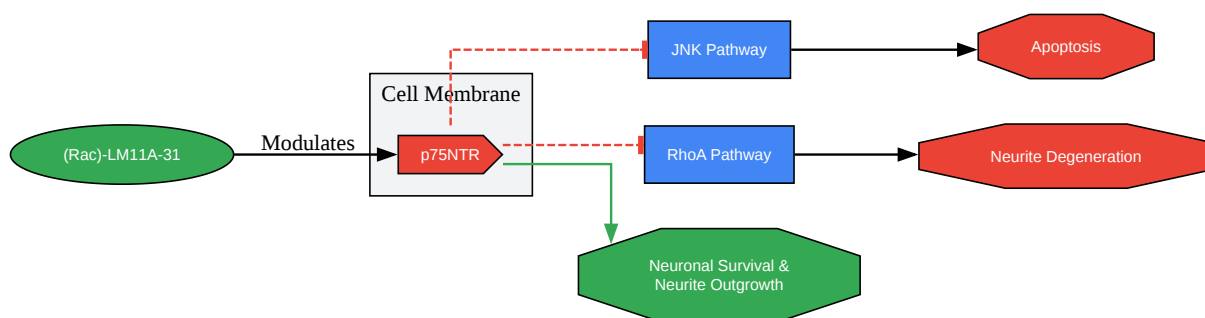 JNK Pathway
Apoptosis
Cell Membrane
(Rac)-LM11A-31
Modulates
p75NTR
RhoA Pathway
Neurite Degeneration
Neuronal Survival &
Neurite Outgrowth